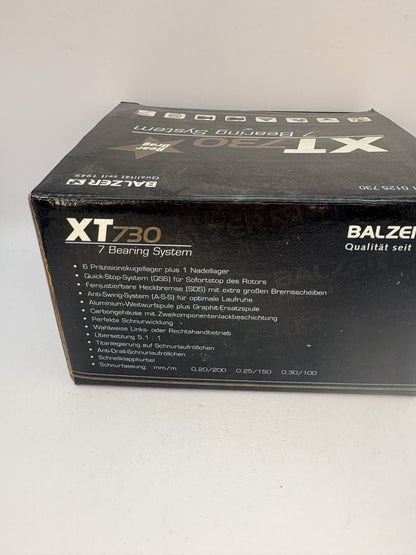 XT730
7 Bearing System
Rear
Drag
BALZER
Qualität seit 1949
0125 730
XT730
7 Bearing System
• 6 Präzisionskugellager plus 1 Nadellager
• Quick-Stop-System (QSS) für Sofortstop des Rotors
• Feinjustierbare Heckbremse (SDS) mit extra großen Bremsscheiben
• Anti-Swing-System (A-S-S) für optimale Laufruhe
• Aluminium-Weitwurfspule plus Graphit-Ersatzspule
• Carbongehäuse mit Zweikomponentenlackbeschichtung
• Perfekte Schnurwicklung
• Wahlweise Links- oder Rechtshandbetrieb
• Übersetzung 5,1 : 1
• Titanlegierung auf Schnurlaufröllchen
• Anti-Drall-Schnurlaufröllchen
• Schnellklappkurbel
• Schnurfassung: mm/m 0,20/200 0,25/150 0,30/100
BALZER
Qualität seit